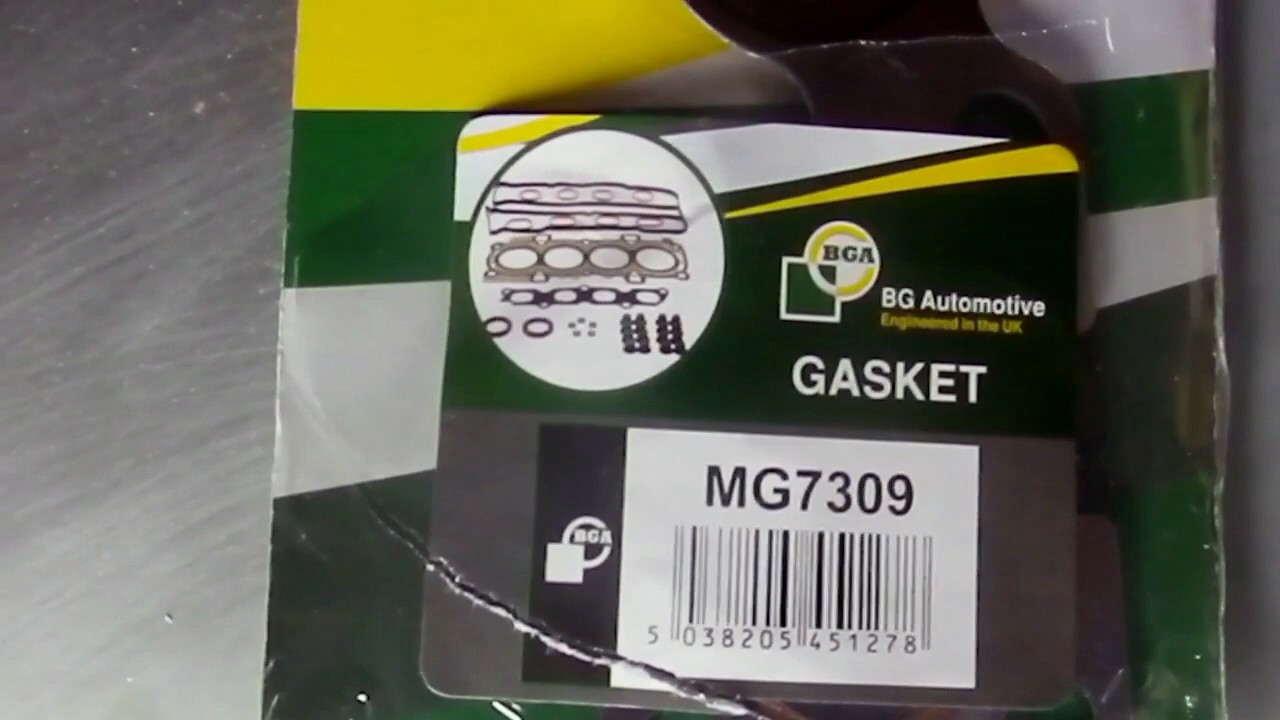 BGA
BG Automotive
Engineered in the UK
GASKET
MG7309
BGA
5 038205 451278